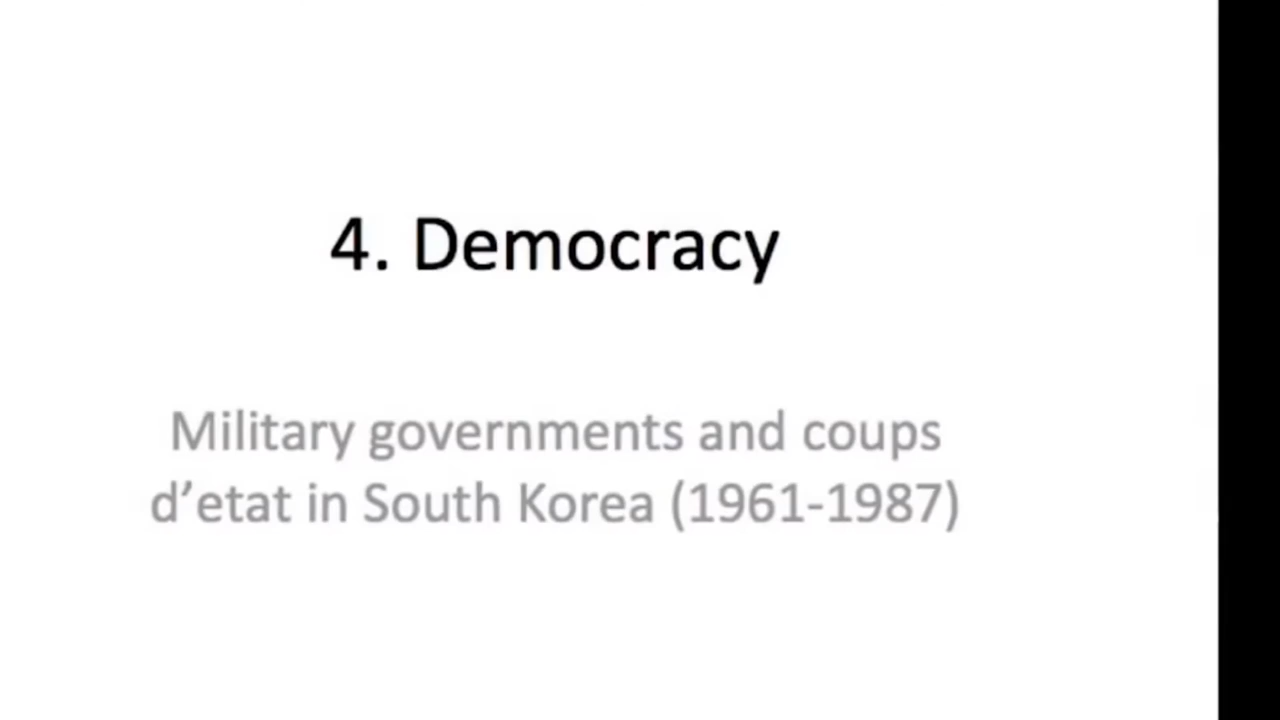 4. Democracy
Military governments and coups
d’etat in South Korea (1961-1987)